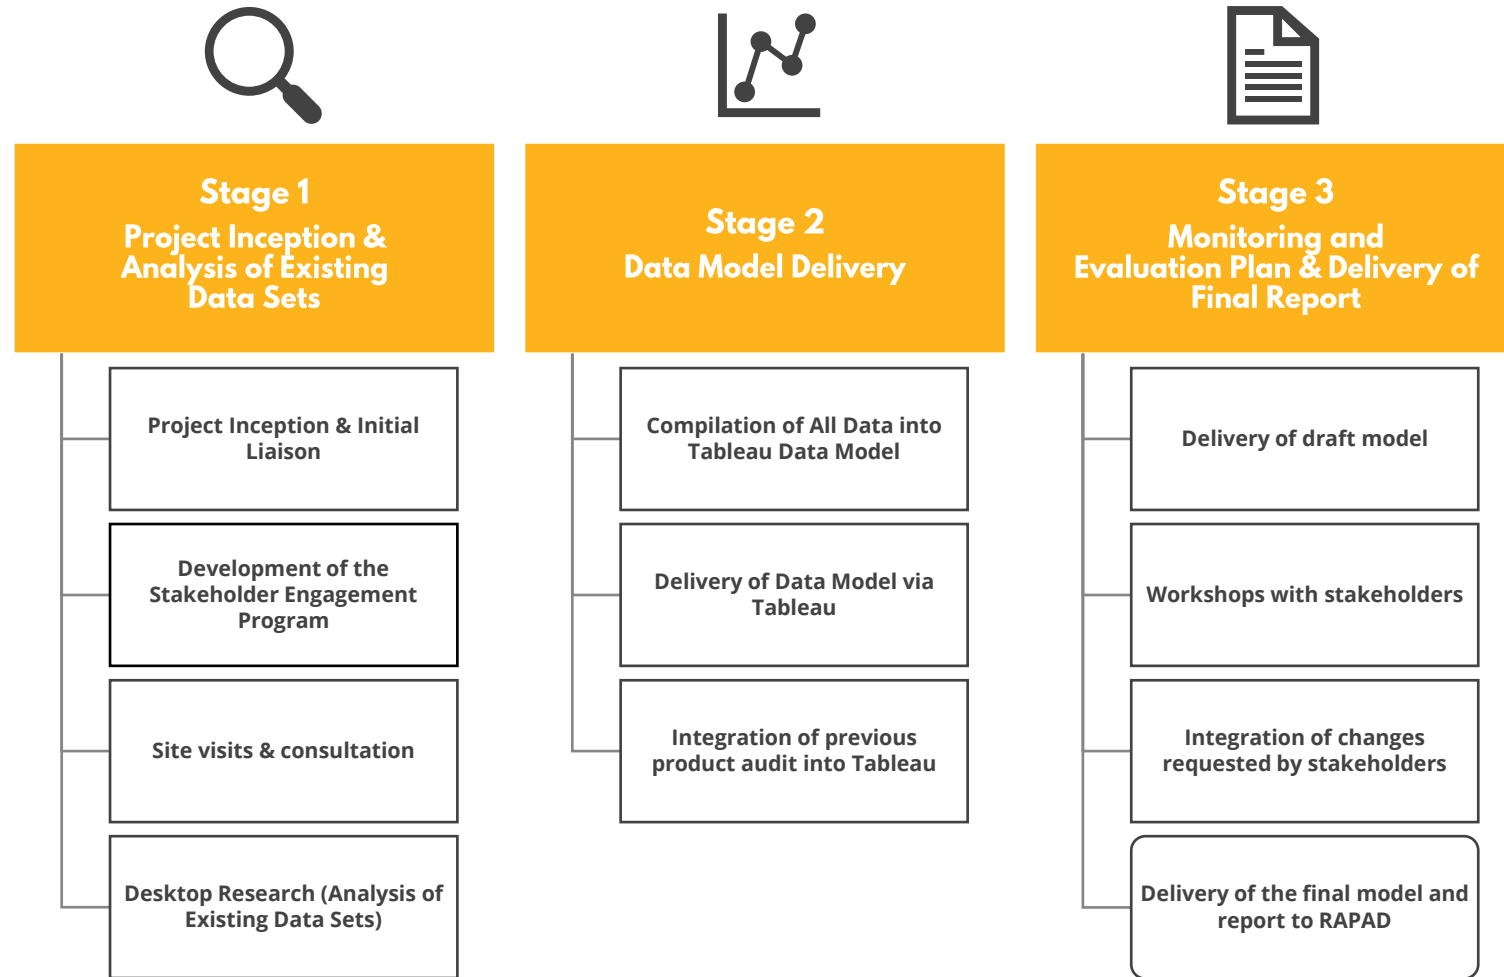 Stage 1
Project Inception &
Analysis of Existing
Data Sets
Project Inception & Initial
Liaison
Development of the
Stakeholder Engagement
Program
Site visits & consultation
Desktop Research (Analysis of
Existing Data Sets)
Stage 2
Data Model Delivery
Compilation of All Data into
Tableau Data Model
Delivery of Data Model via
Tableau
Integration of previous
product audit into Tableau
Stage 3
Monitoring and
Evaluation Plan & Delivery of
Final Report
Delivery of draft model
Workshops with stakeholders
Integration of changes
requested by stakeholders
Delivery of the final model and
report to RAPAD